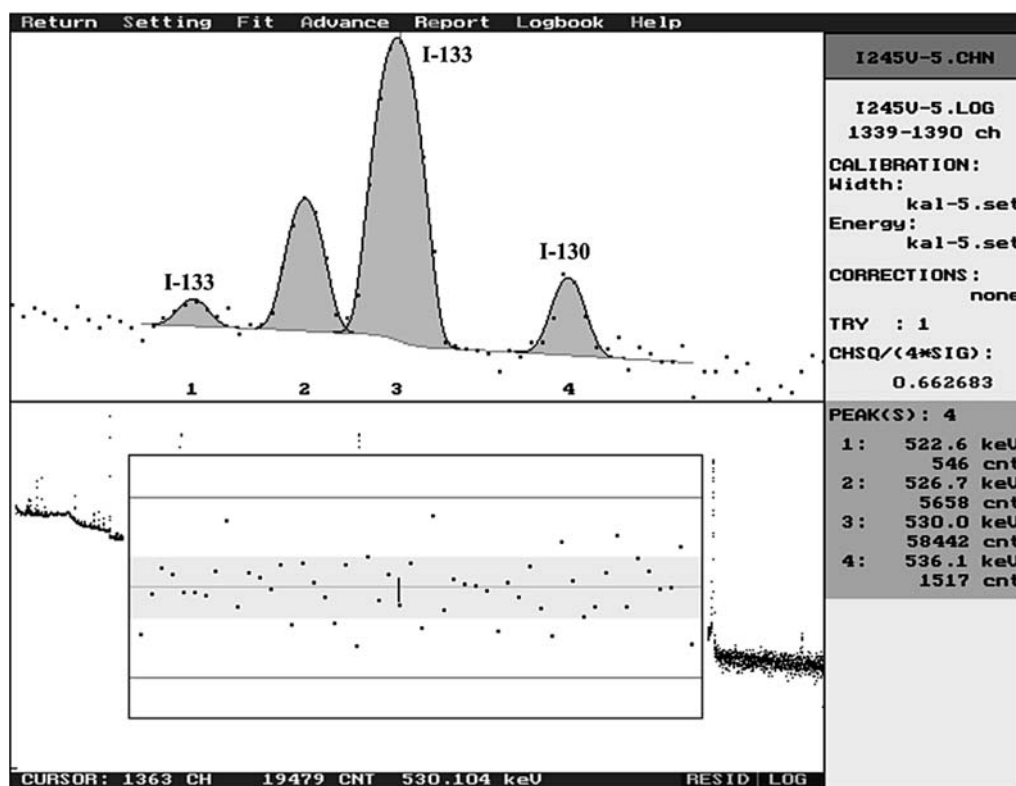 Return Setting Fit Advance Report Logbook Help
I-133
I-133
I-130
1 2 3 4
I245V-5.CHN
I245V-5.LOG
1339-1390 ch
CALIBRATION:
Width:
kal-5.set
Energy:
kal-5.set
CORRECTIONS:
none
TRY : 1
CHSQ/(4*SIG):
0.662683
PEAK(S): 4
1: 522.6 keV
546 cnt
2: 526.7 keV
5658 cnt
3: 530.0 keV
58442 cnt
4: 536.1 keV
1517 cnt
CURSOR: 1363 CH 19479 CNT 530.104 keV RESID LOG